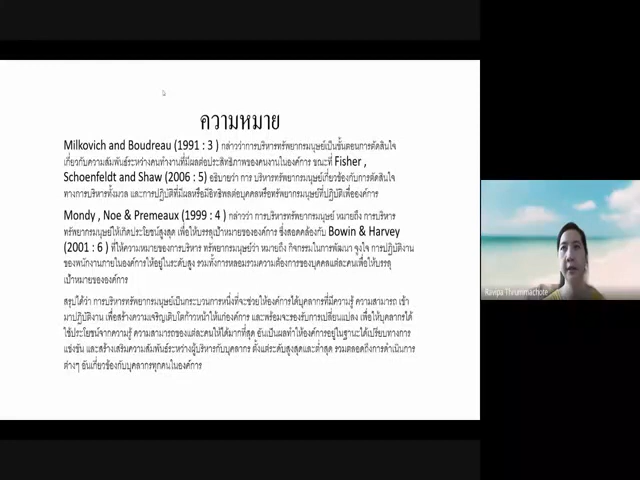 ความหมาย
Milkovich and Boudreau (1991 : 3 ) กล่าวว่าการบริหารทรัพยากรมนุษย์เป็นขั้นตอนการตัดสินใจ
เกี่ยวกับความสัมพันธ์ระหว่างคนทำงานที่มีผลต่อประสิทธิภาพของคนงานในองค์การ ขณะที่ Fisher ,
Schoenfeldt and Shaw (2006 : 5) อธิบายว่า การ บริหารทรัพยากรมนุษย์เกี่ยวข้องกับการตัดสินใจ
ทางการบริหารทั้งมวล และการปฏิบัติที่มีผลหรือมีอิทธิพลต่อบุคคลหรือทรัพยากรมนุษย์ที่ปฏิบัติเพื่อองค์การ
Mondy, Noe & Premeaux (1999 : 4 ) กล่าวว่า การบริหารทรัพยากรมนุษย์ หมายถึง การบริหาร
ทรัพยากรมนุษย์ให้เกิดประโยชน์สูงสุด เพื่อให้บรรลุเป้าหมายขององค์การ ซึ่งสอดคล้องกับ Bowin & Harvey
(2001 : 6 ) ที่ให้ความหมายของการบริหาร ทรัพยากรมนุษย์ว่า หมายถึง กิจกรรมในการพัฒนา จูงใจ การปฏิบัติงาน
ของพนักงานภายในองค์การให้อยู่ในระดับสูง รวมทั้งการหลอมรวมความต้องการของบุคคลแต่ละคนเพื่อให้บรรลุ
เป้าหมายขององค์การ
สรุปได้ว่า การบริหารทรัพยากรมนุษย์เป็นกระบวนการหนึ่งที่จะช่วยให้องค์การได้บุคลากรที่มีความรู้ ความสามารถ เข้า
มาปฏิบัติงาน เพื่อสร้างความเจริญเติบโตก้าวหน้าให้แก่องค์การ และพร้อมจะรองรับการเปลี่ยนแปลง เพื่อให้บุคลากรได้
ใช้ประโยชน์จากความรู้ ความสามารถของแต่ละคนให้ได้มากที่สุด อันเป็นผลทำให้องค์การอยู่ในฐานะได้เปรียบทางการ
แข่งขัน และสร้างเสริมความสัมพันธ์ระหว่างผู้บริหารกับบุคลากร ตั้งแต่ระดับสูงสุดและต่ำสุด รวมตลอดถึงการดำเนินการ
ต่างๆ อันเกี่ยวข้องกับบุคลากรทุกคนในองค์การ
Ravipa Thrummachote